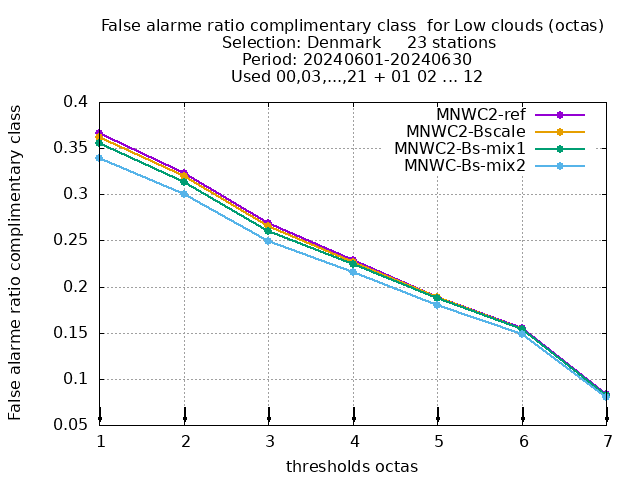 False alarme ratio complimentary class  for Low clouds (octas)
Selection: Denmark     23 stations
Period: 20240601-20240630
Used 00,03,...,21 + 01 02 ... 12
MNWC2-ref
MNWC2-Bscale
MNWC2-Bs-mix1
MNWC-Bs-mix2
False alarme ratio complimentary class
0.4
0.35
0.3
0.25
0.2
0.15
0.1
0.05
1 2 3 4 5 6 7
thresholds octas